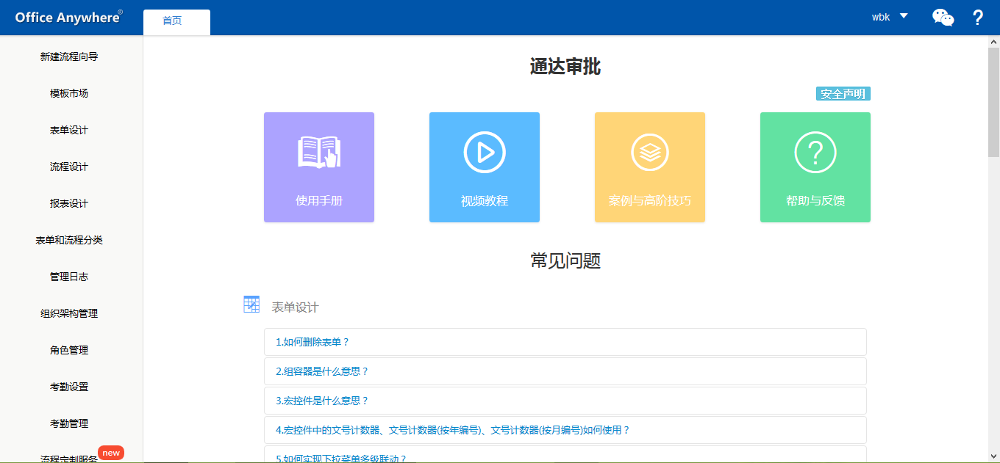 Office Anywhere®
首页
wbk
?
新建流程向导
模板市场
表单设计
流程设计
报表设计
表单和流程分类
管理日志
组织架构管理
角色管理
考勤设置
考勤管理
流程定制服务
new
通达审批
安全声明
使用手册
视频教程
案例与高阶技巧
帮助与反馈
常见问题
表单设计
1.如何删除表单？
2.组容器是什么意思？
3.宏控件是什么意思？
4.宏控件中的文号计数器、文号计数器(按年编号)、文号计数器(按月编号)如何使用？
5.如何实现下拉菜单多级联动？